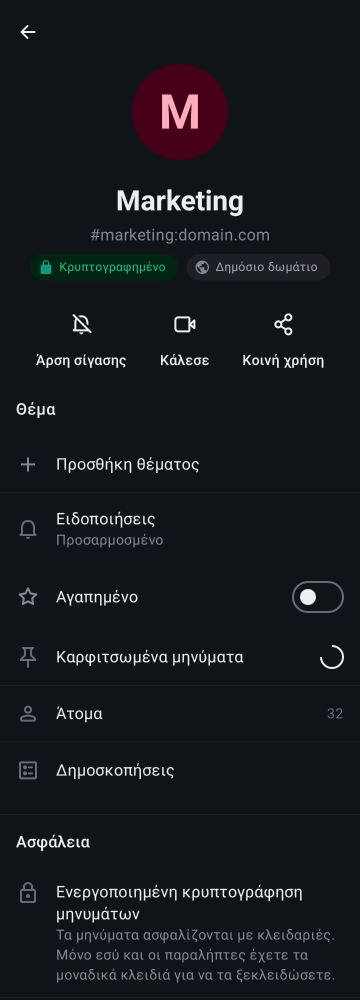 M
Marketing
#marketing:domain.com
Κρυπτογραφημένο
Δημόσιο δωμάτιο
Άρση σίγασης
Κάλεσε
Κοινή χρήση
Θέμα
Προσθήκη θέματος
Ειδοποιήσεις
Προσαρμοσμένο
Αγαπημένο
Καρφιτσωμένα μηνύματα
Άτομα
32
Δημοσκοπήσεις
Ασφάλεια
Ενεργοποιημένη κρυπτογράφηση
μηνυμάτων
Τα μηνύματα ασφαλίζονται με κλειδαριές.
Μόνο εσύ και οι παραλήπτες έχετε τα
μοναδικά κλειδιά για να τα ξεκλειδώσετε.